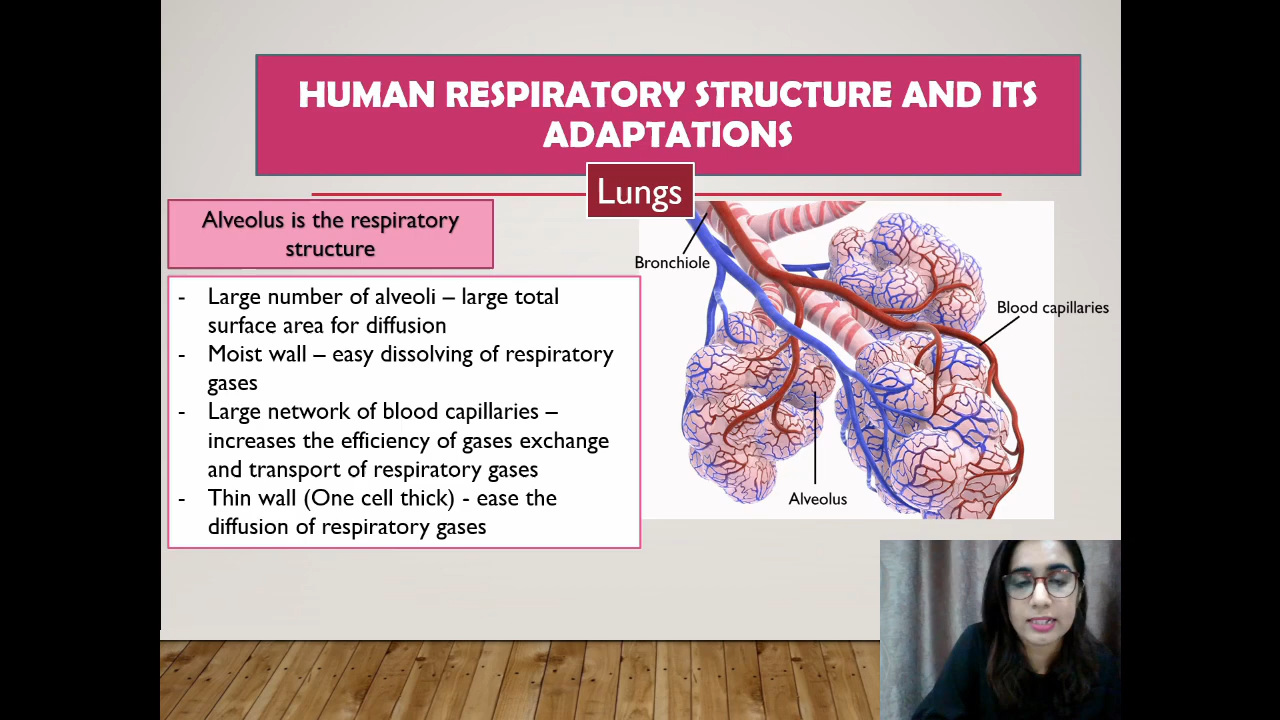 HUMAN RESPIRATORY STRUCTURE AND ITS
ADAPTATIONS
Lungs
Alveolus is the respiratory
structure
- Large number of alveoli – large total
surface area for diffusion
- Moist wall – easy dissolving of respiratory
gases
- Large network of blood capillaries –
increases the efficiency of gases exchange
and transport of respiratory gases
- Thin wall (One cell thick) - ease the
diffusion of respiratory gases
Bronchiole
Blood capillaries
Alveolus